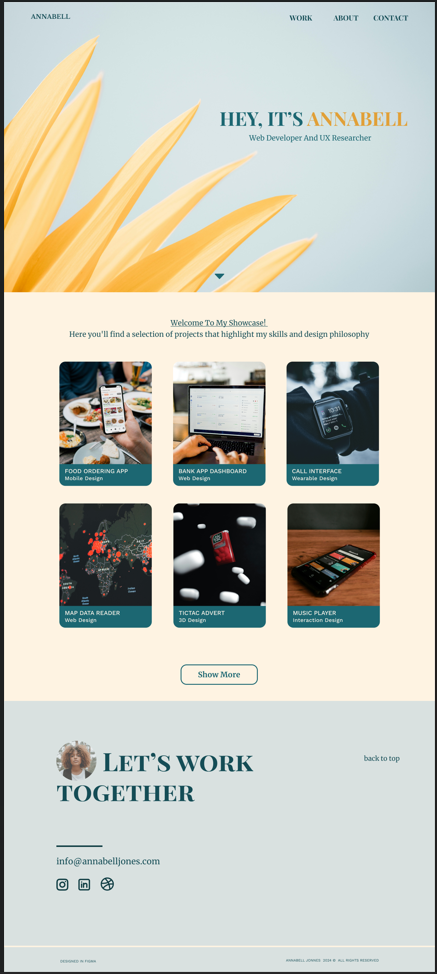 ANNABELL
WORK ABOUT CONTACT
HEY, IT'S ANNABELL
Web Developer And UX Researcher
Welcome To My Showcase!
Here you'll find a selection of projects that highlight my skills and design philosophy
10:31
FOOD ORDERING APP
Mobile Design
BANK APP DASHBOARD
Web Design
CALL INTERFACE
Wearable Design
MAP DATA READER
Web Design
TICTAC ADVERT
3D Design
MUSIC PLAYER
Interaction Design
Show More
LET'S WORK
TOGETHER
back to top
info@annabelljones.com
DESIGNED IN FIGMA
ANNABELL JONNES 2024 © ALL RIGHTS RESERVED